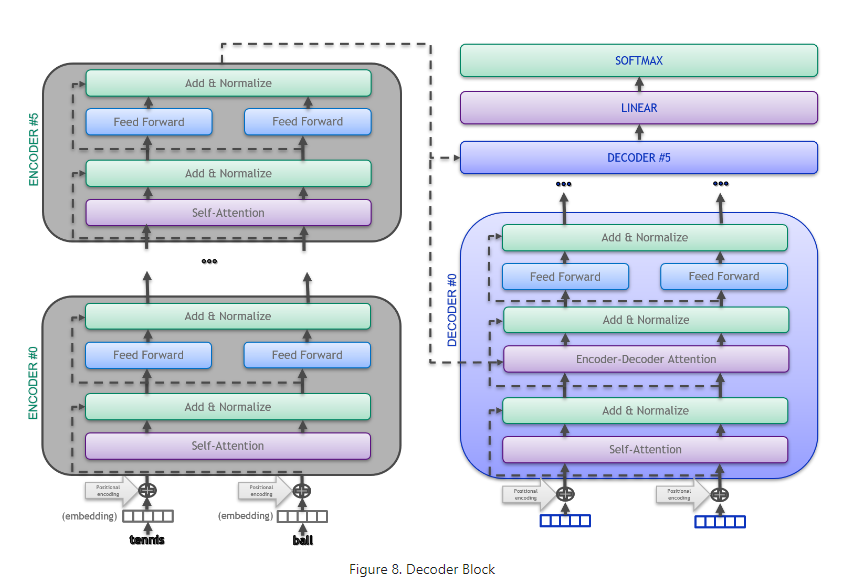 ENCODER #5
Add & Normalize
Feed Forward
Feed Forward
Add & Normalize
Self-Attention
...
ENCODER #0
Add & Normalize
Feed Forward
Feed Forward
Add & Normalize
Self-Attention
Positional
encoding
Positional
encoding
(embedding)
(embedding)
tennis
ball
SOFTMAX
LINEAR
DECODER #5
...
...
DECODER #0
Add & Normalize
Feed Forward
Feed Forward
Add & Normalize
Encoder-Decoder Attention
Add & Normalize
Self-Attention
Positional
encoding
Positional
encoding
Figure 8. Decoder Block